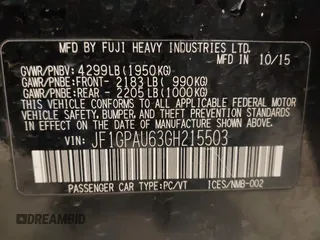 MFD BY FUJI HEAVY INDUSTRIES LTD. 10/15
GVWR/PNBV: 4299LB(1950KG)
GAWR/PNBE:FRONT- 2183LB( 990KG)
GAWR/PNBE:REAR - 2205LB(1000KG)
THIS VEHICLE CONFORMS TO ALL APPLICABLE FEDERAL MOTOR
VEHICLE SAFETY, BUMPER, AND THEFT PREVENTION STANDARDS
IN EFFECT ON THE DATE OF MANUFACTURE SHOWN ABOVE.
VIN: JF1GPAU63GH215503
PASSENGER CAR TYPE:PC/VT ICES/NMB-002
DREAMBID